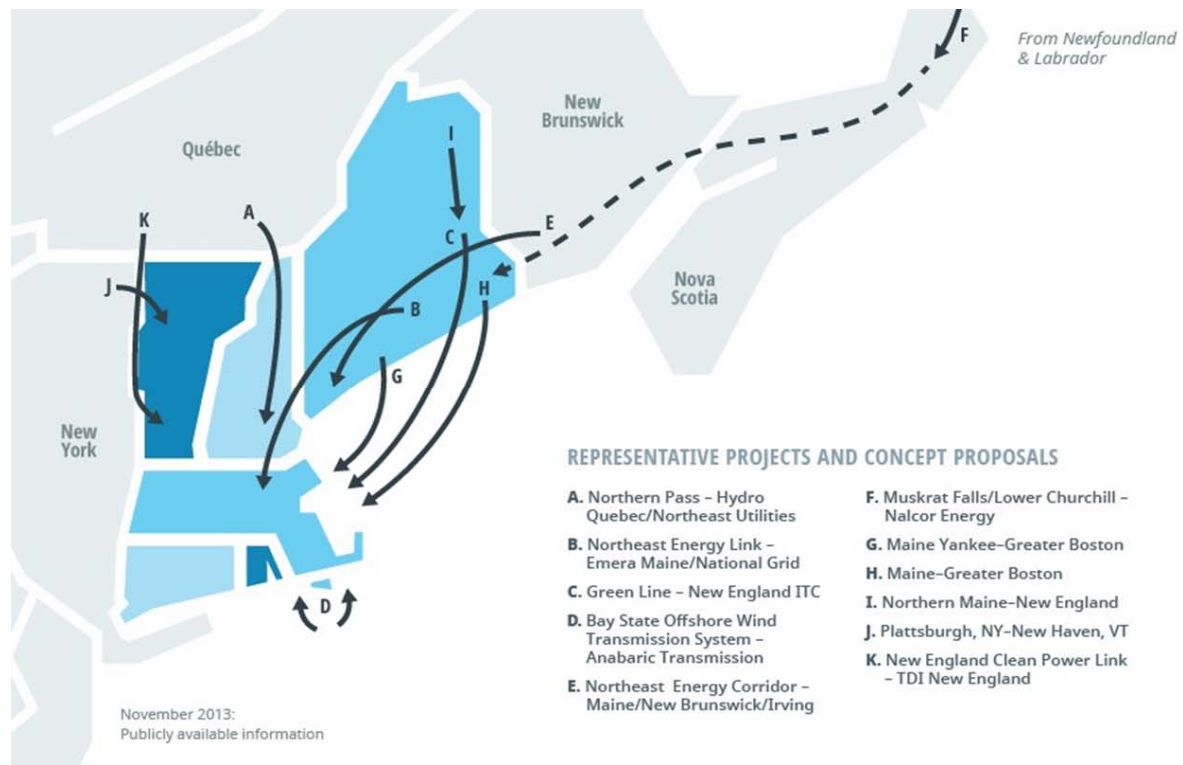 F
From Newfoundland
& Labrador
New
Brunswick
I
Québec
K
A
E
C
J
H
Nova
Scotia
B
G
New
York
REPRESENTATIVE PROJECTS AND CONCEPT PROPOSALS
A. Northern Pass – Hydro
Quebec/Northeast Utilities
B. Northeast Energy Link –
Emera Maine/National Grid
C. Green Line – New England ITC
D. Bay State Offshore Wind
Transmission System –
Anabaric Transmission
E. Northeast Energy Corridor –
Maine/New Brunswick/Irving
F. Muskrat Falls/Lower Churchill –
Nalcor Energy
G. Maine Yankee–Greater Boston
H. Maine–Greater Boston
I. Northern Maine–New England
J. Plattsburgh, NY–New Haven, VT
K. New England Clean Power Link
– TDI New England
D
November 2013:
Publicly available information